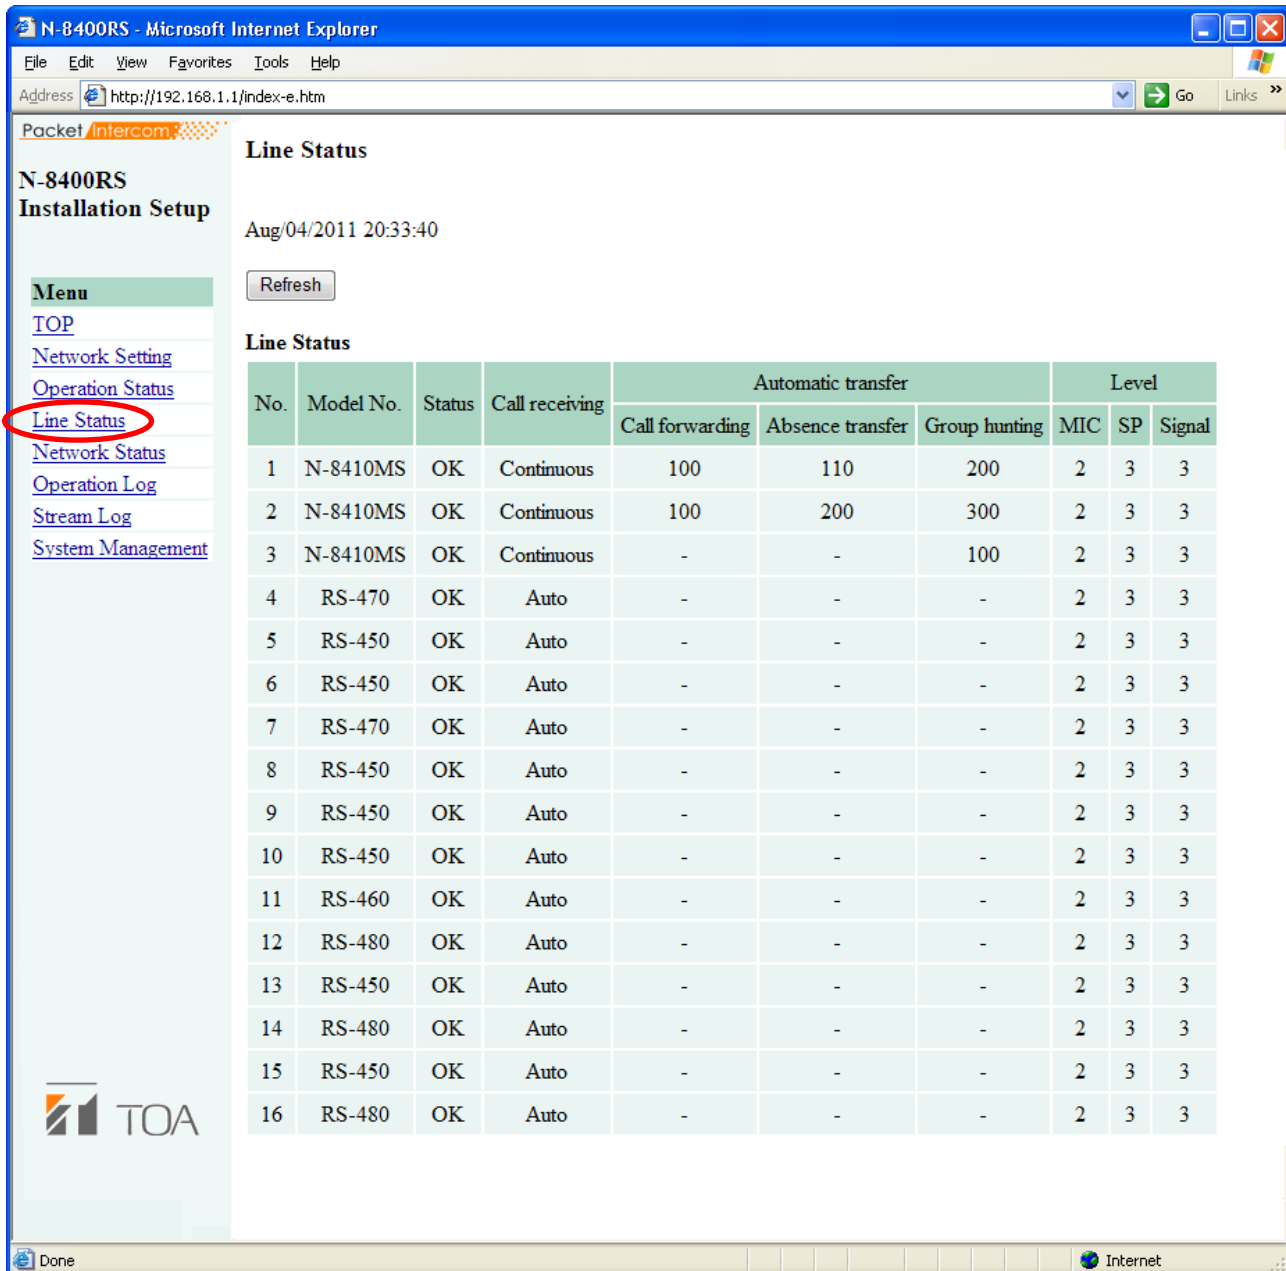 N-8400RS - Microsoft Internet Explorer
File Edit View Favorites Tools Help
Address http://192.168.1.1/index-e.htm Go Links »
Packet Intercom
N-8400RS
Installation Setup
Menu
TOP
Network Setting
Operation Status
Line Status
Network Status
Operation Log
Stream Log
System Management
TOA
Line Status
Aug/04/2011 20:33:40
Refresh
Line Status
No. Model No. Status Call receiving Automatic transfer Level
Call forwarding Absence transfer Group hunting MIC SP Signal
1 N-8410MS OK Continuous 100 110 200 2 3 3
2 N-8410MS OK Continuous 100 200 300 2 3 3
3 N-8410MS OK Continuous - - 100 2 3 3
4 RS-470 OK Auto - - - 2 3 3
5 RS-450 OK Auto - - - 2 3 3
6 RS-450 OK Auto - - - 2 3 3
7 RS-470 OK Auto - - - 2 3 3
8 RS-450 OK Auto - - - 2 3 3
9 RS-450 OK Auto - - - 2 3 3
10 RS-450 OK Auto - - - 2 3 3
11 RS-460 OK Auto - - - 2 3 3
12 RS-480 OK Auto - - - 2 3 3
13 RS-450 OK Auto - - - 2 3 3
14 RS-480 OK Auto - - - 2 3 3
15 RS-450 OK Auto - - - 2 3 3
16 RS-480 OK Auto - - - 2 3 3
Done Internet